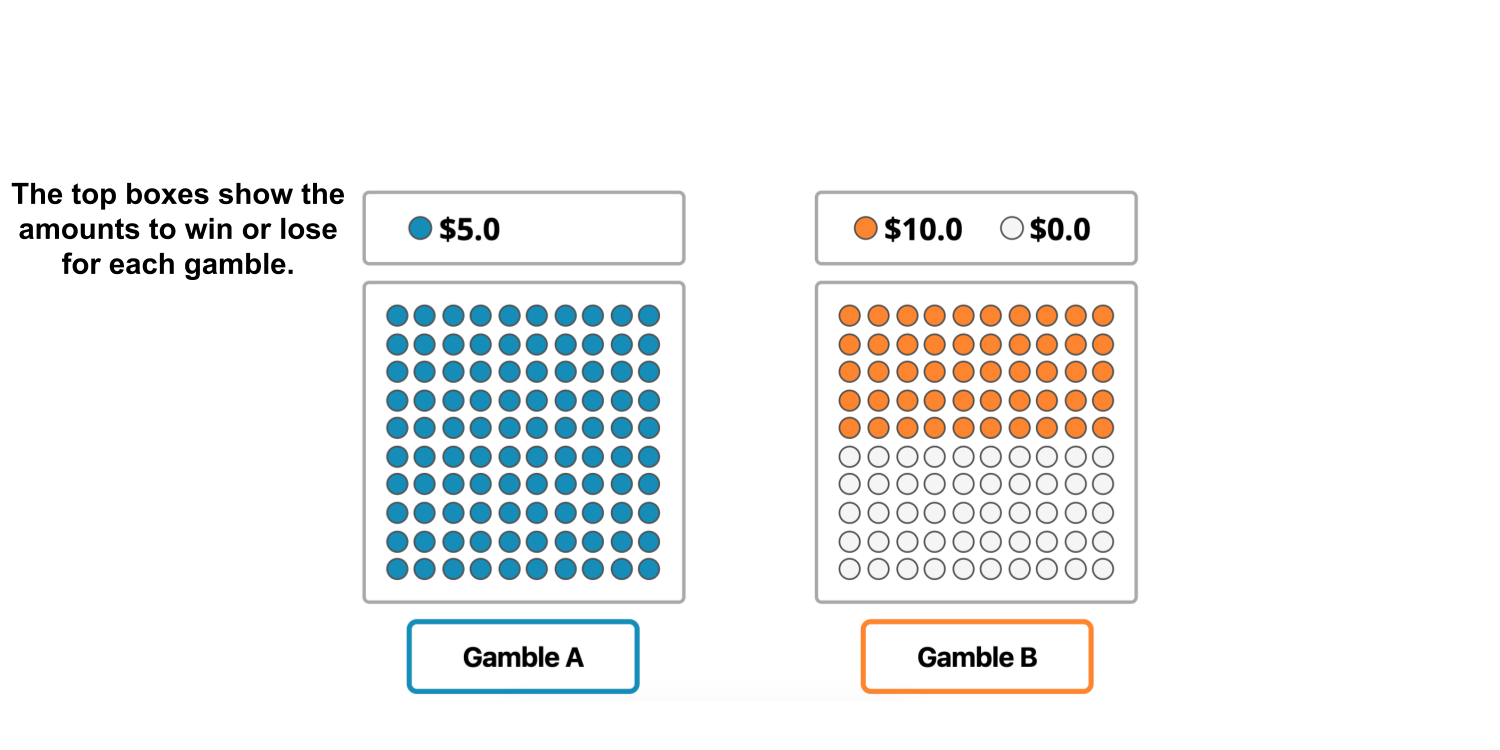 The top boxes show the
amounts to win or lose
for each gamble.
$5.0
$10.0 $0.0
Gamble A
Gamble B